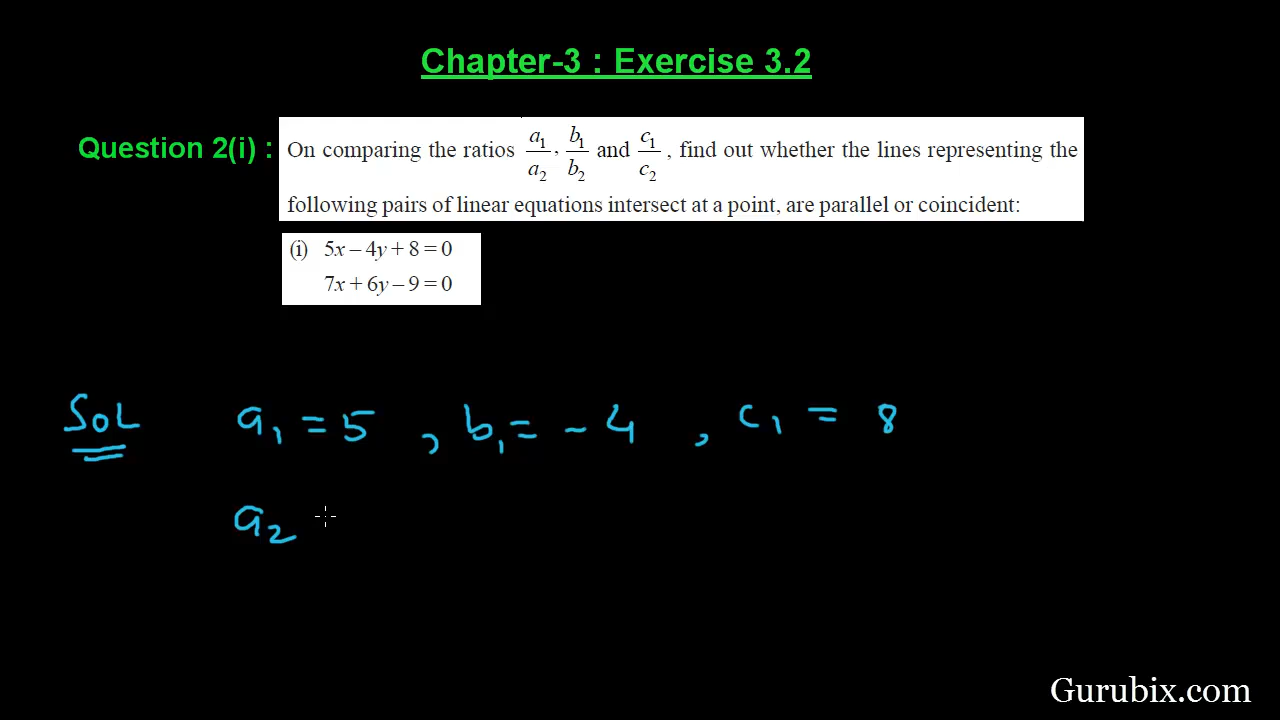 Chapter-3 : Exercise 3.2
Question 2(i) : On comparing the ratios a₁/a₂, b₁/b₂ and c₁/c₂ , find out whether the lines representing the
following pairs of linear equations intersect at a point, are parallel or coincident:
(i) 5x – 4y + 8 = 0
7x + 6y – 9 = 0
SOL a₁ = 5 , b₁ = - 4 , c₁ = 8
a₂
Gurubix.com